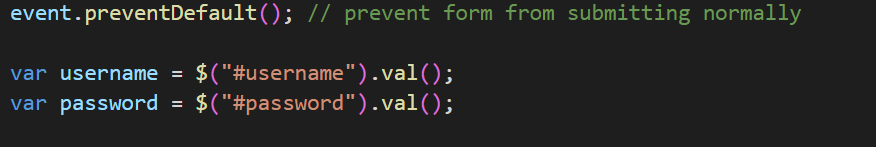 event.preventDefault(); // prevent form from submitting normally
var username = $("#username").val();
var password = $("#password").val();